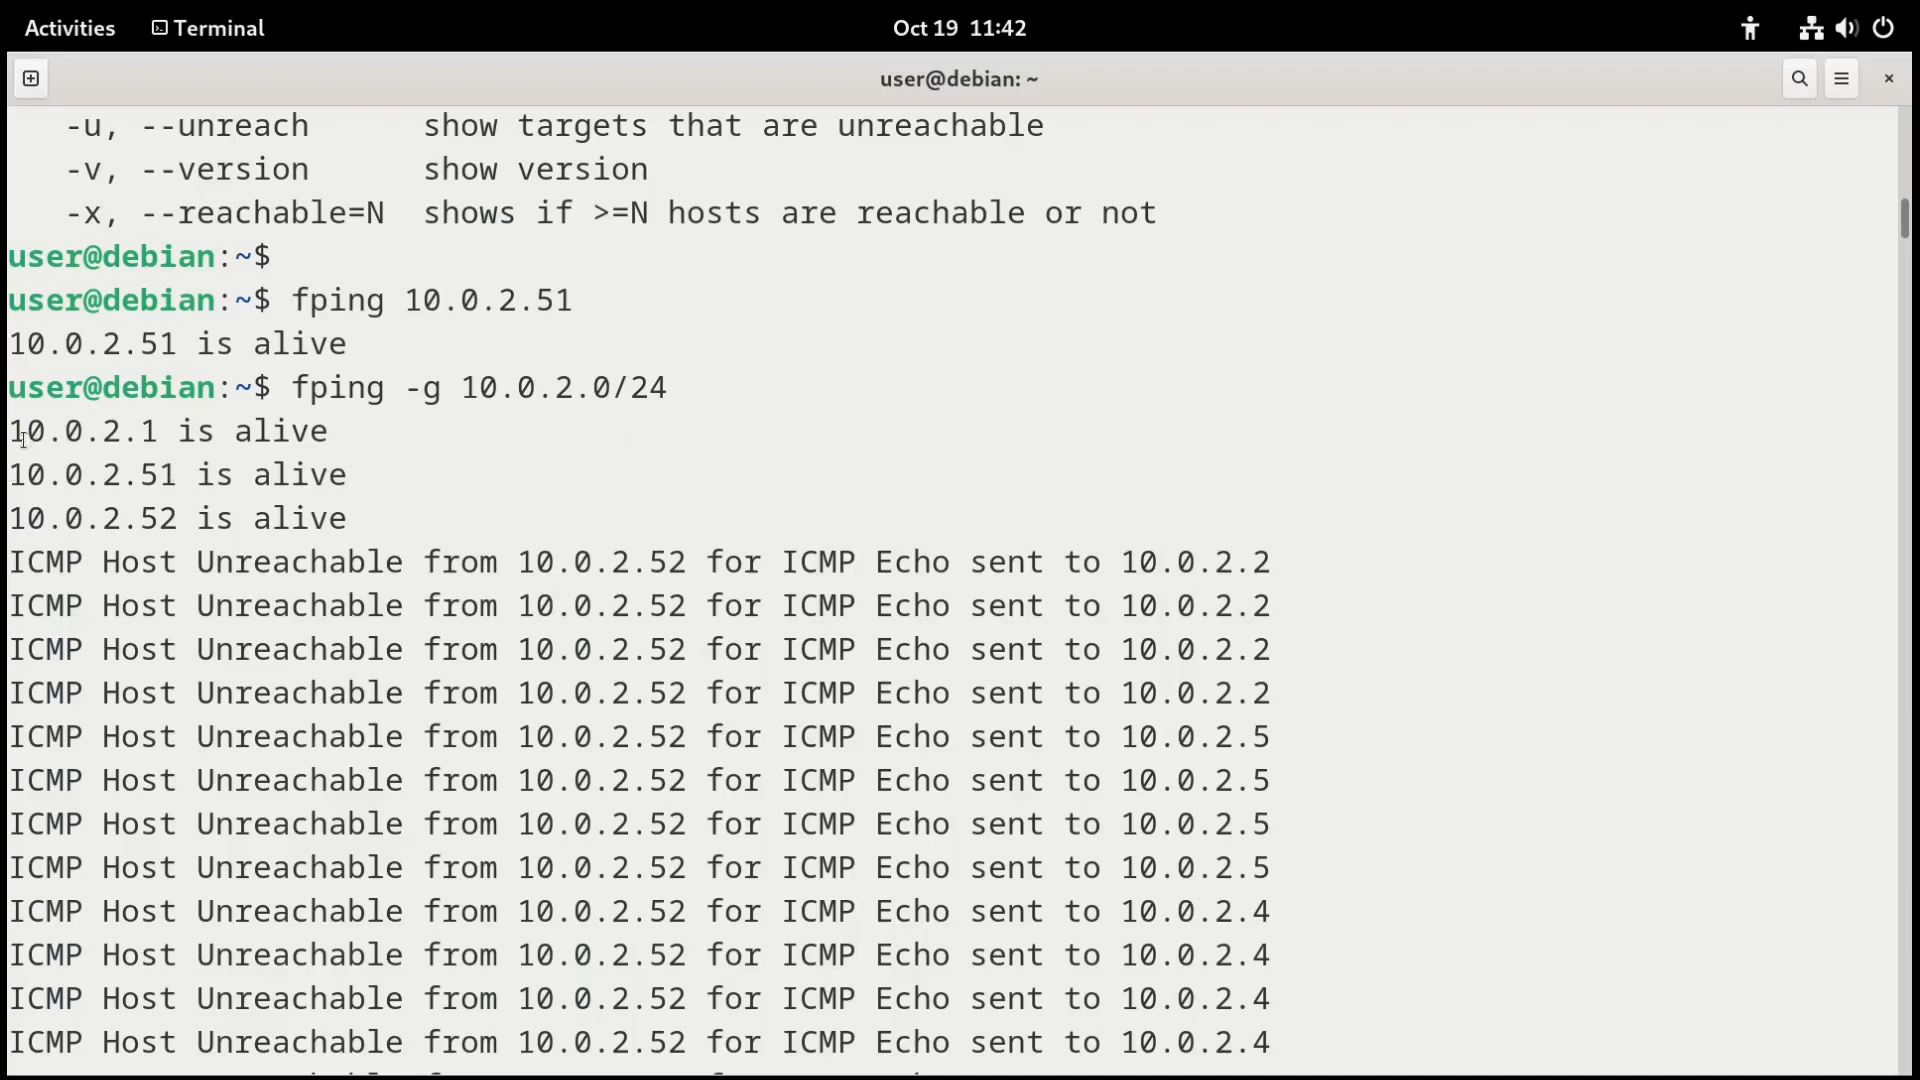 Activities Terminal Oct 19 11:42
user@debian: ~
-u, --unreach show targets that are unreachable
-v, --version show version
-x, --reachable=N shows if >=N hosts are reachable or not
user@debian:~$
user@debian:~$ fping 10.0.2.51
10.0.2.51 is alive
user@debian:~$ fping -g 10.0.2.0/24
10.0.2.1 is alive
10.0.2.51 is alive
10.0.2.52 is alive
ICMP Host Unreachable from 10.0.2.52 for ICMP Echo sent to 10.0.2.2
ICMP Host Unreachable from 10.0.2.52 for ICMP Echo sent to 10.0.2.2
ICMP Host Unreachable from 10.0.2.52 for ICMP Echo sent to 10.0.2.2
ICMP Host Unreachable from 10.0.2.52 for ICMP Echo sent to 10.0.2.2
ICMP Host Unreachable from 10.0.2.52 for ICMP Echo sent to 10.0.2.5
ICMP Host Unreachable from 10.0.2.52 for ICMP Echo sent to 10.0.2.5
ICMP Host Unreachable from 10.0.2.52 for ICMP Echo sent to 10.0.2.5
ICMP Host Unreachable from 10.0.2.52 for ICMP Echo sent to 10.0.2.5
ICMP Host Unreachable from 10.0.2.52 for ICMP Echo sent to 10.0.2.4
ICMP Host Unreachable from 10.0.2.52 for ICMP Echo sent to 10.0.2.4
ICMP Host Unreachable from 10.0.2.52 for ICMP Echo sent to 10.0.2.4
ICMP Host Unreachable from 10.0.2.52 for ICMP Echo sent to 10.0.2.4